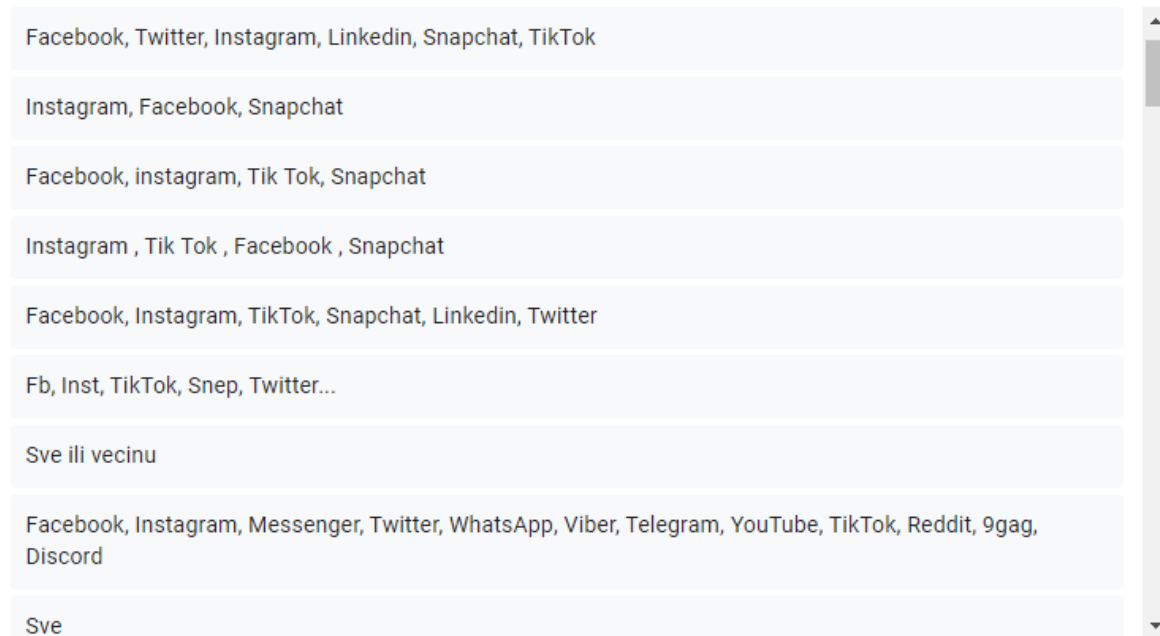 Facebook, Twitter, Instagram, Linkedin, Snapchat, TikTok
Instagram, Facebook, Snapchat
Facebook, instagram, Tik Tok, Snapchat
Instagram , Tik Tok , Facebook , Snapchat
Facebook, Instagram, TikTok, Snapchat, Linkedin, Twitter
Fb, Inst, TikTok, Snep, Twitter...
Sve ili vecinu
Facebook, Instagram, Messenger, Twitter, WhatsApp, Viber, Telegram, YouTube, TikTok, Reddit, 9gag,
Discord
Sve